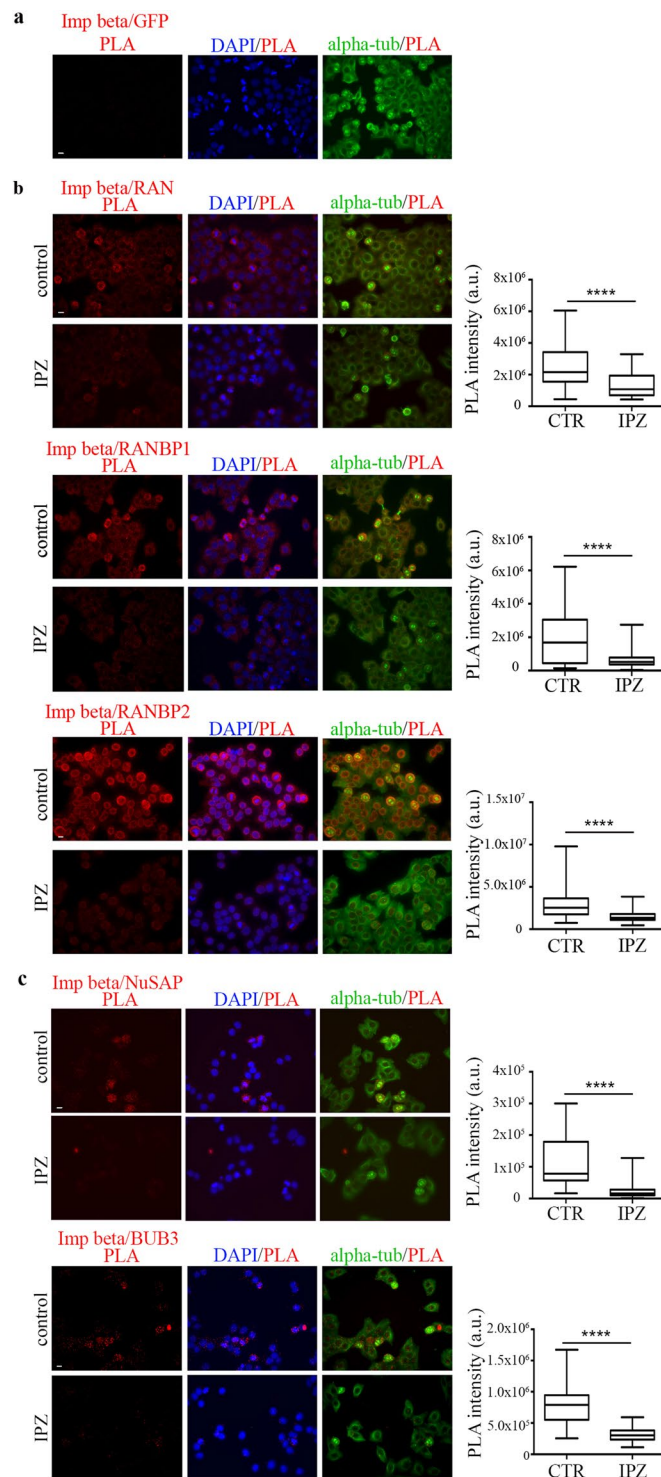 a
Imp beta/GFP
PLA
DAPI/PLA
alpha-tub/PLA
b
Imp beta/RAN
PLA
DAPI/PLA
alpha-tub/PLA
control
IPZ
PLA intensity (a.u.)
8x10⁶
6x10⁶
4x10⁶
2x10⁶
0
****
CTR
IPZ
Imp beta/RANBP1
PLA
DAPI/PLA
alpha-tub/PLA
control
IPZ
PLA intensity (a.u.)
8x10⁶
6x10⁶
4x10⁶
2x10⁶
0
****
CTR
IPZ
Imp beta/RANBP2
PLA
DAPI/PLA
alpha-tub/PLA
control
IPZ
PLA intensity (a.u.)
1.5x10⁷
1.0x10⁷
5.0x10⁶
0
****
CTR
IPZ
c
Imp beta/NuSAP
PLA
DAPI/PLA
alpha-tub/PLA
control
IPZ
PLA intensity (a.u.)
4x10⁵
3x10⁵
2x10⁵
1x10⁵
0
****
CTR
IPZ
Imp beta/BUB3
PLA
DAPI/PLA
alpha-tub/PLA
control
IPZ
PLA intensity (a.u.)
2.0x10⁶
1.5x10⁶
1.0x10⁶
5.0x10⁵
0
****
CTR
IPZ